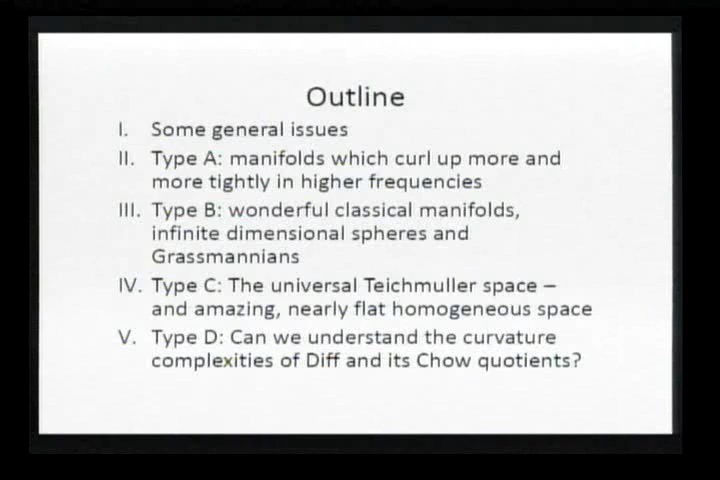 Outline
I. Some general issues
II. Type A: manifolds which curl up more and
more tightly in higher frequencies
III. Type B: wonderful classical manifolds,
infinite dimensional spheres and
Grassmannians
IV. Type C: The universal Teichmuller space –
and amazing, nearly flat homogeneous space
V. Type D: Can we understand the curvature
complexities of Diff and its Chow quotients?